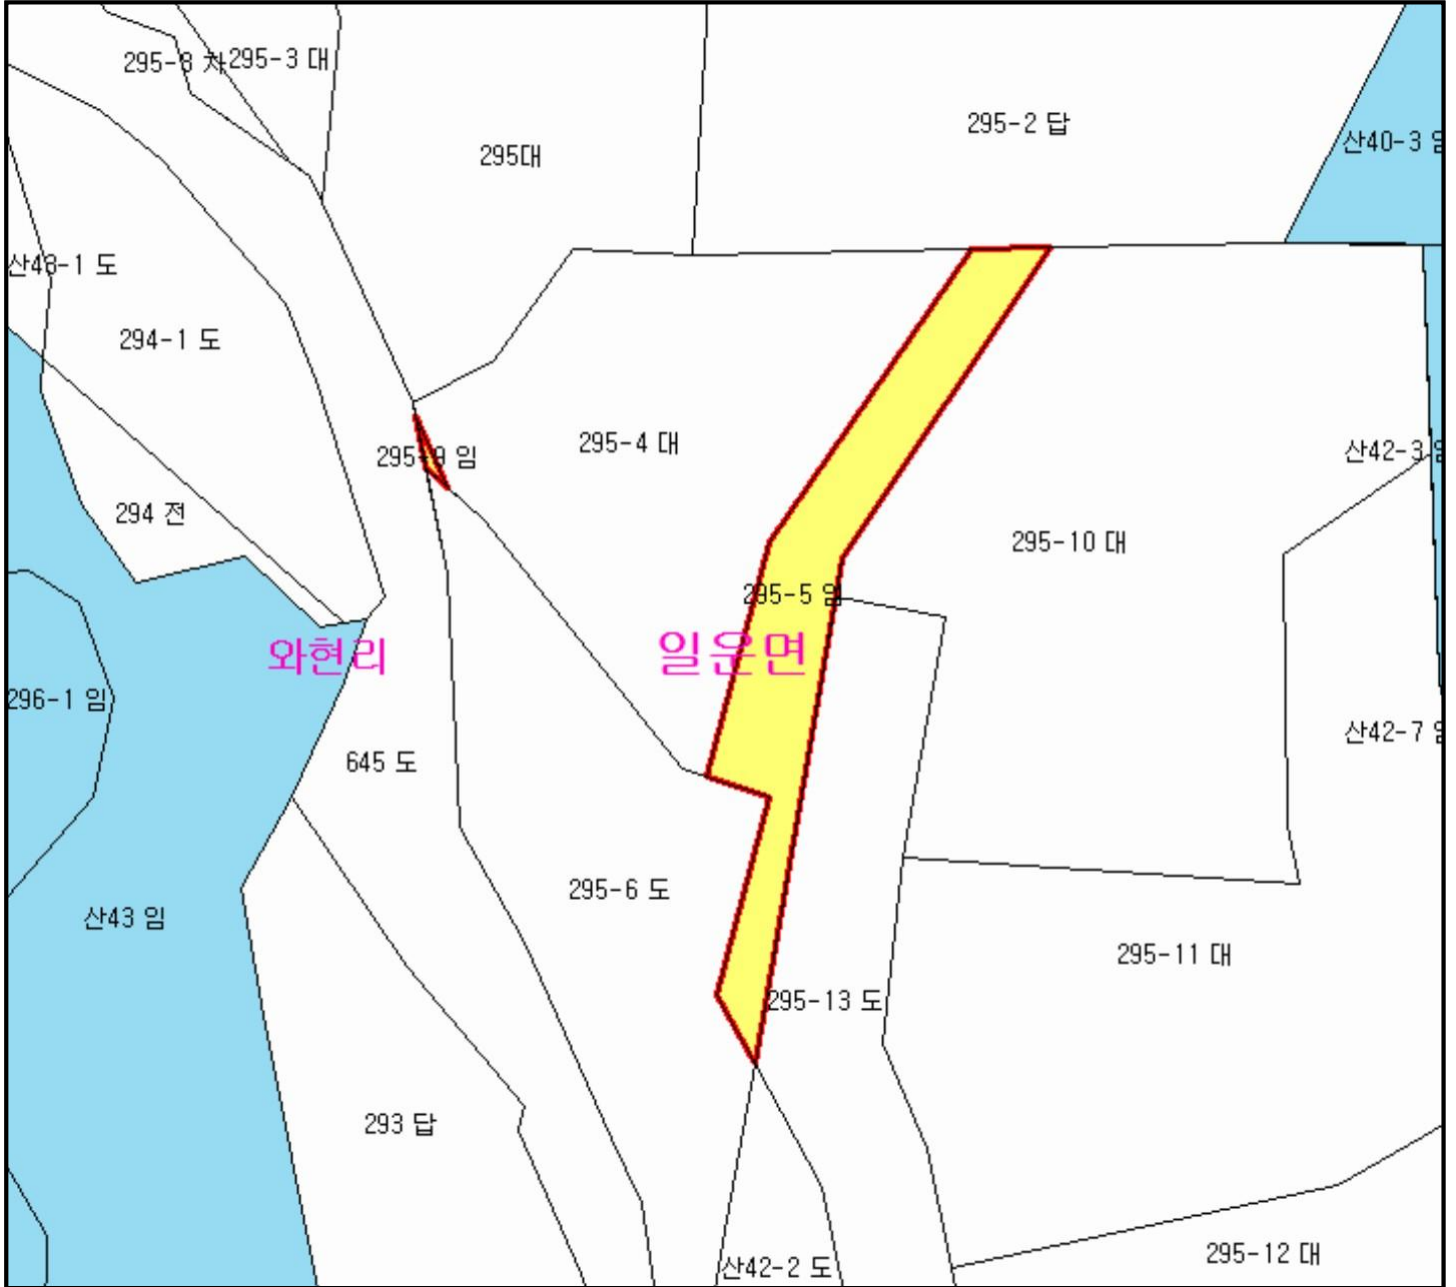 295-8 차
295-3 대
295-2 답
산40-3 임
295대
산48-1 도
294-1 도
295-4 대
295-9 임
산42-3 임
294 전
295-10 대
295-5 임
와현리
일운면
296-1 임
산42-7 임
645 도
295-6 도
산43 임
295-11 대
295-13 도
293 답
295-12 대
산42-2 도